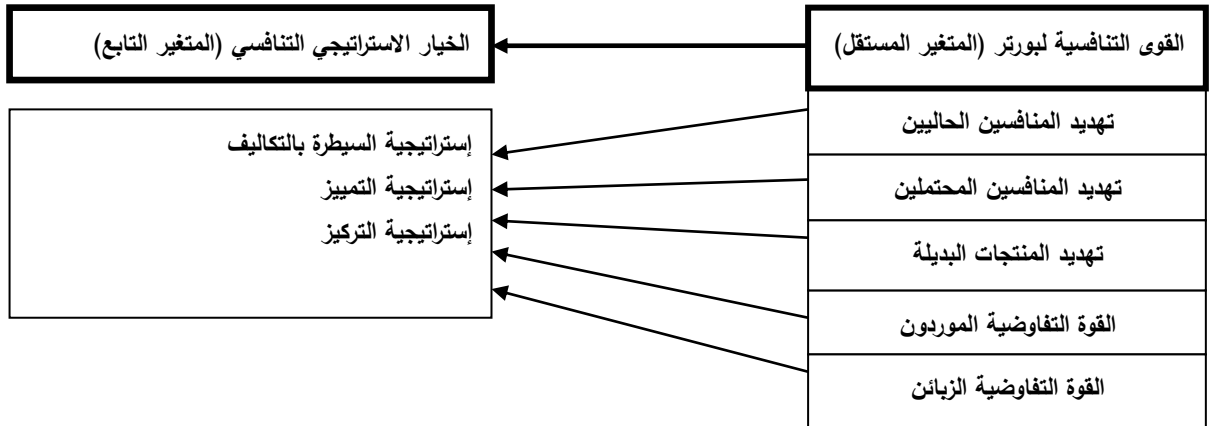 القوى التنافسية لبورتر (المتغير المستقل)
الخيار الاستراتيجي التنافسي (المتغير التابع)
تهديد المنافسين الحاليين
تهديد المنافسين المحتملين
تهديد المنتجات البديلة
القوة التفاوضية الموردون
القوة التفاوضية الزبائن
إستراتيجية السيطرة بالتكاليف
إستراتيجية التمييز
إستراتيجية التركيز